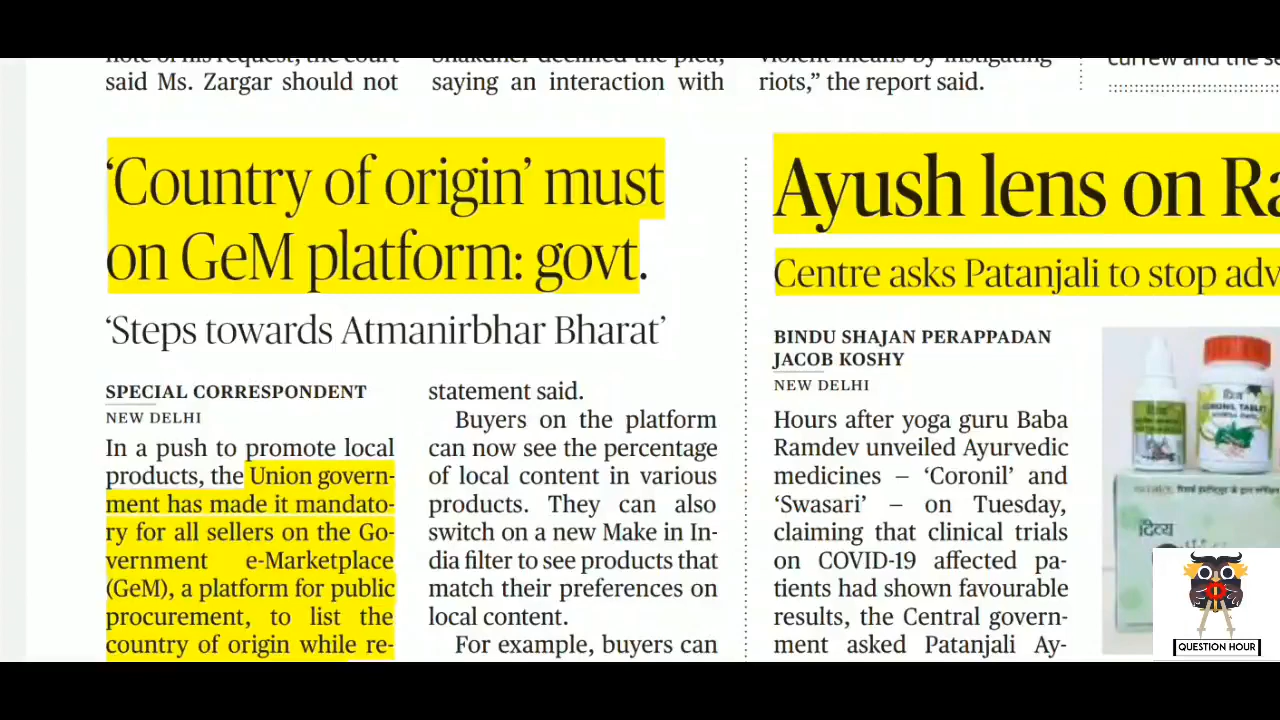 said Ms. Zargar should not
saying an interaction with
riots,” the report said.
‘Country of origin’ must
on GeM platform: govt.
‘Steps towards Atmanirbhar Bharat’
SPECIAL CORRESPONDENT
NEW DELHI
In a push to promote local
products, the Union govern-
ment has made it mandato-
ry for all sellers on the Go-
vernment e-Marketplace
(GeM), a platform for public
procurement, to list the
country of origin while re-
statement said.
Buyers on the platform
can now see the percentage
of local content in various
products. They can also
switch on a new Make in In-
dia filter to see products that
match their preferences on
local content.
For example, buyers can
Ayush lens on Ra
Centre asks Patanjali to stop adv
BINDU SHAJAN PERAPPADAN
JACOB KOSHY
NEW DELHI
Hours after yoga guru Baba
Ramdev unveiled Ayurvedic
medicines – ‘Coronil’ and
‘Swasari’ – on Tuesday,
claiming that clinical trials
on COVID-19 affected pa-
tients had shown favourable
results, the Central govern-
ment asked Patanjali Ay-
दिव्य
CORONIL TABLET
दिव्य
QUESTION HOUR